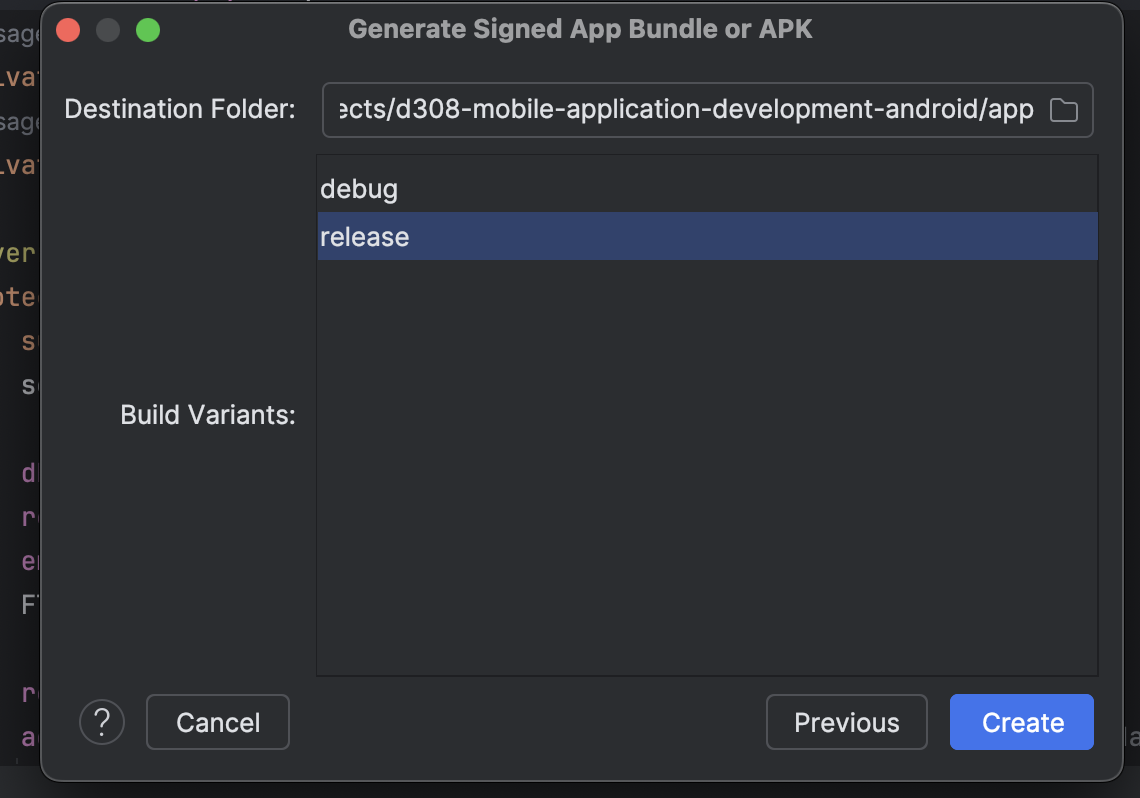 Generate Signed App Bundle or APK
Destination Folder:
ects/d308-mobile-application-development-android/app
debug
release
Build Variants:
?
Cancel
Previous
Create